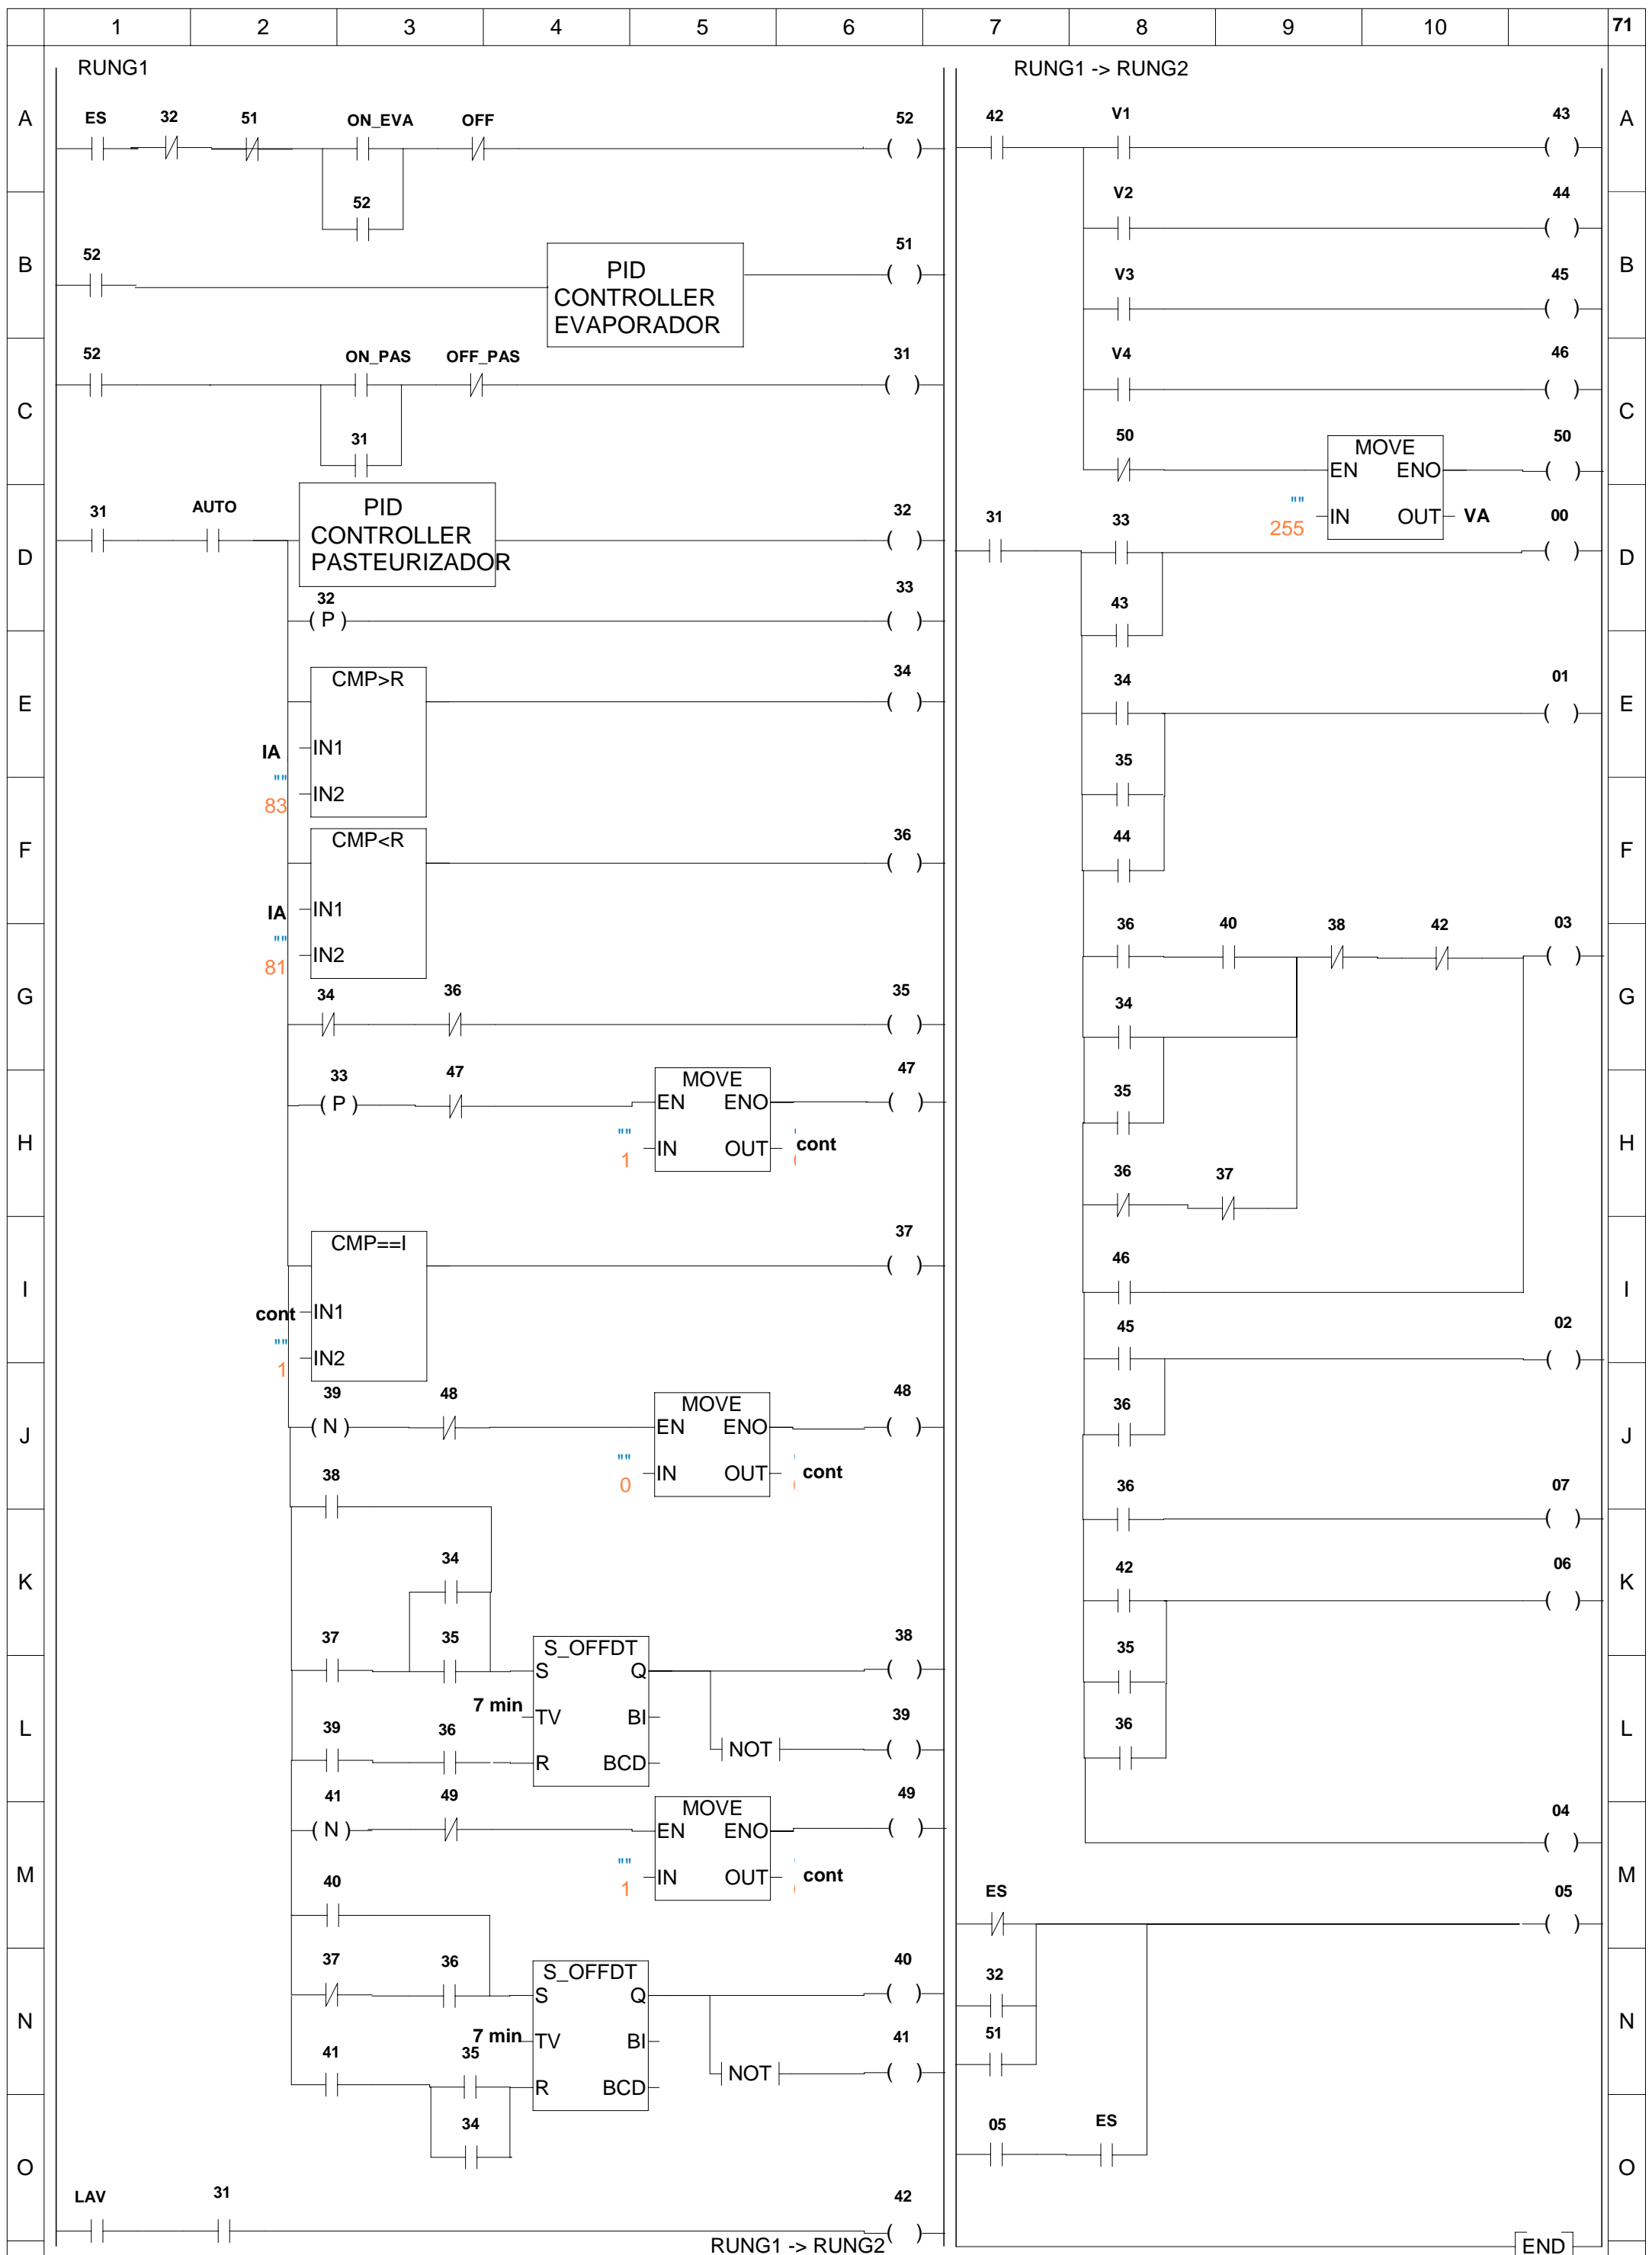 1 2 3 4 5 6 7 8 9 10 71
RUNG1
A
ES 32 51 ON_EVA OFF 52
52
B
52 51
PID
CONTROLLER
EVAPORADOR
C
52 ON_PAS OFF_PAS 31
31
D
31 AUTO 32
PID
CONTROLLER
PASTEURIZADOR
32 33
( P )
E
CMP>R 34
IA IN1
""
83 IN2
F
CMP<R 36
IA IN1
""
81 IN2
G
34 36 35
H
33 47 47
( P )
MOVE
EN ENO
""
1 IN OUT cont
I
CMP==I 37
cont IN1
""
1 IN2
J
39 48 48
( N )
MOVE
EN ENO
""
0 IN OUT cont
38
K
34
37 35 38
S_OFFDT
S Q
L
7 min TV BI
39 36 39
NOT
R BCD
41 49 49
M
( N )
MOVE
EN ENO
""
1 IN OUT cont
40
N
37 36 40
S_OFFDT
S Q
7 min TV BI
41 35 41
NOT
R BCD
34
O
LAV 31 42
RUNG1 -> RUNG2
RUNG1 -> RUNG2
42 V1 43
A
V2 44
V3 45
B
V4 46
C
50 50
MOVE
EN ENO
""
255 IN OUT VA
31 33 00
D
43
34 01
E
35
44
F
36 40 38 42 03
34
G
35
H
36 37
46
I
45 02
36
J
36 07
42 06
K
35
36
L
04
M
ES 05
32
N
51
05 ES
O
END